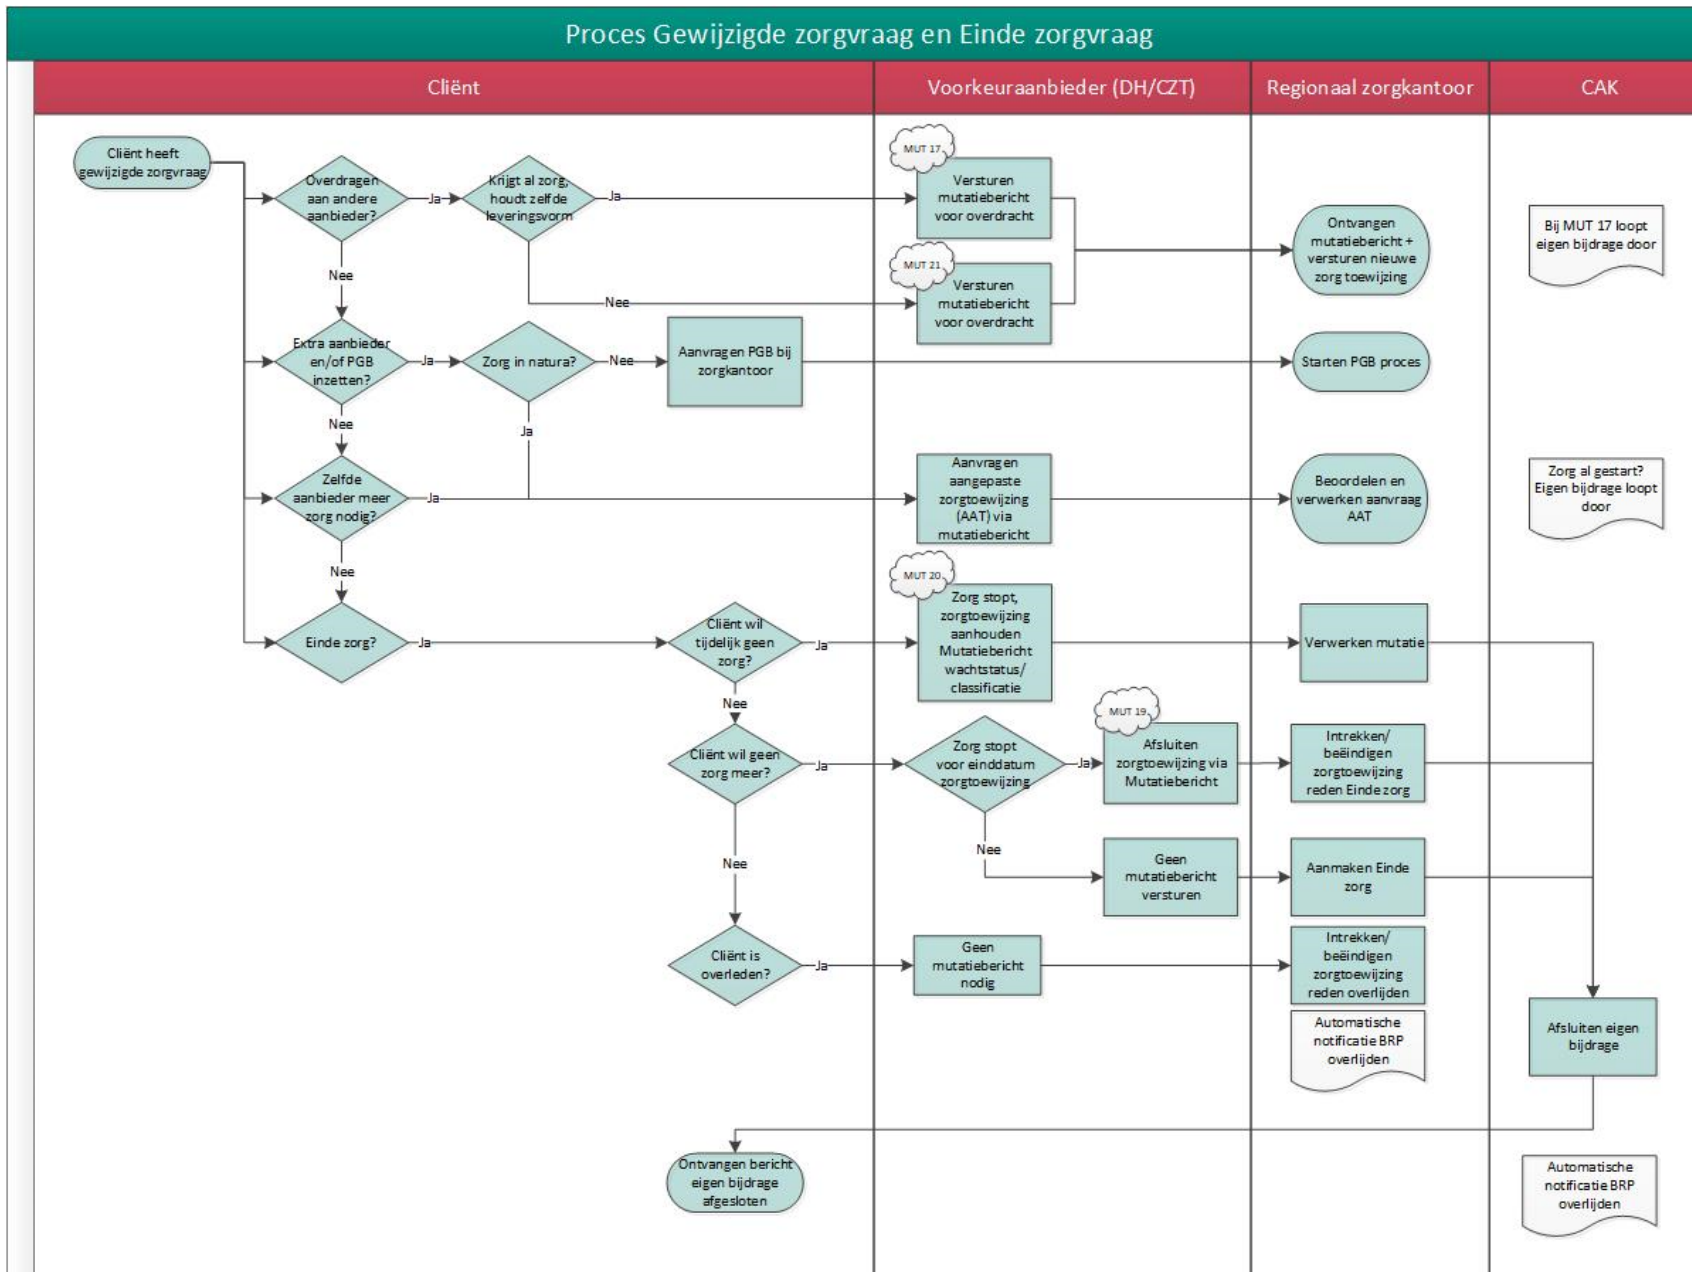 Proces Gewijzigde zorgvraag en Einde zorgvraag
Cliënt
Voorkeuraanbieder (DH/CZT)
Regionaal zorgkantoor
CAK
Cliënt heeft
gewijzigde zorgvraag
Overdragen
aan andere
aanbieder?
Ja
Krijgt al zorg,
houdt zelfde
leveringsvorm
Ja
MUT 17
Versturen
mutatiebericht
voor overdracht
Ontvangen
mutatiebericht +
versturen nieuwe
zorg toewijzing
Bij MUT 17 loopt
eigen bijdrage door
Nee
Nee
MUT 21
Versturen
mutatiebericht
voor overdracht
Extra aanbieder
en/of PGB
inzetten?
Ja
Zorg in natura?
Nee
Aanvragen PGB bij
zorgkantoor
Starten PGB proces
Nee
Ja
Zelfde
aanbieder meer
zorg nodig?
Ja
Aanvragen
aangepaste
zorgtoewijzing
(AAT) via
mutatiebericht
Beoordelen en
verwerken aanvraag
AAT
Zorg al gestart?
Eigen bijdrage loopt
door
Nee
Einde zorg?
Ja
Cliënt wil
tijdelijk geen
zorg?
Ja
MUT 20
Zorg stopt,
zorgtoewijzing
aanhouden
Mutatiebericht
wachtstatus/
classificatie
Verwerken mutatie
Nee
Cliënt wil geen
zorg meer?
Ja
Zorg stopt
voor einddatum
zorgtoewijzing
Ja
MUT 19
Afsluiten
zorgtoewijzing via
Mutatiebericht
Intrekken/
beëindigen
zorgtoewijzing
reden Einde zorg
Nee
Nee
Geen
mutatiebericht
versturen
Aanmaken Einde
zorg
Cliënt is
overleden?
Ja
Geen
mutatiebericht
nodig
Intrekken/
beëindigen
zorgtoewijzing
reden overlijden
Automatische
notificatie BRP
overlijden
Afsluiten eigen
bijdrage
Ontvangen bericht
eigen bijdrage
afgesloten
Automatische
notificatie BRP
overlijden